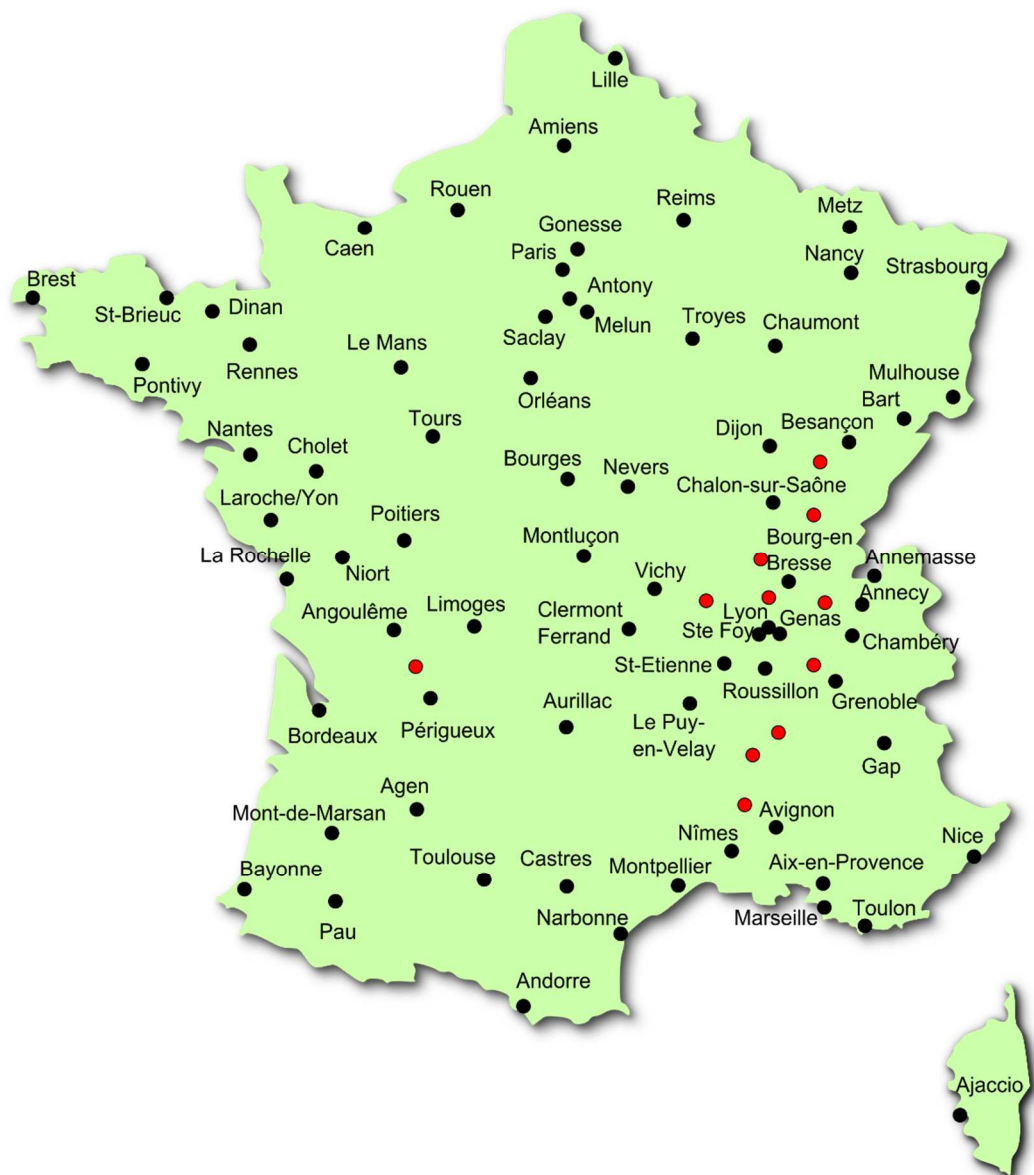 Lille
Amiens
Rouen
Reims
Metz
Gonesse
Caen
Paris
Nancy
Strasbourg
Brest
St-Brieuc
Dinan
Antony
Saclay
Melun
Troyes
Chaumont
Le Mans
Rennes
Pontivy
Orléans
Mulhouse
Bart
Tours
Nantes
Cholet
Dijon
Besançon
Bourges
Nevers
Chalon-sur-Saône
Laroche/Yon
Poitiers
Montluçon
Bourg-en
Bresse
La Rochelle
Niort
Vichy
Annemasse
Annecy
Angoulême
Limoges
Clermont
Ferrand
Lyon
Genas
Ste Foy
Chambéry
St-Etienne
Roussillon
Grenoble
Bordeaux
Périgueux
Aurillac
Le Puy-
en-Velay
Gap
Agen
Mont-de-Marsan
Avignon
Nîmes
Nice
Bayonne
Toulouse
Castres
Montpellier
Aix-en-Provence
Pau
Narbonne
Marseille
Toulon
Andorre
Ajaccio